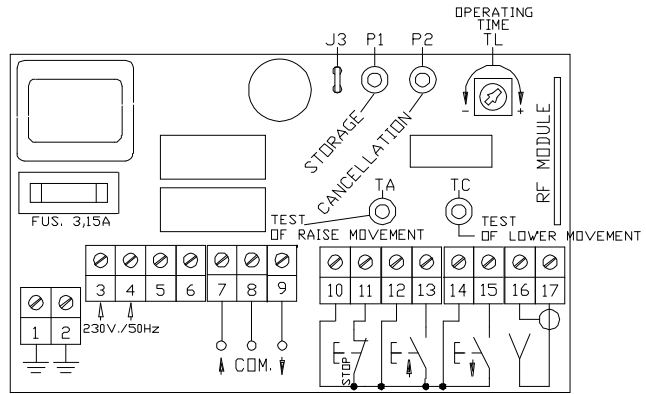 OPERATING
TIME
TL
J3 P1 P2
- +
STORAGE
CANCELLATION
RF MODULE
FUS. 3,15A
TA TC
TEST
OF RAISE MOVEMENT
TEST
OF LOWER MOVEMENT
3 4 5 6 7 8 9
10 11 12 13 14 15 16 17
1 2
230V./50Hz
COM.
STOP